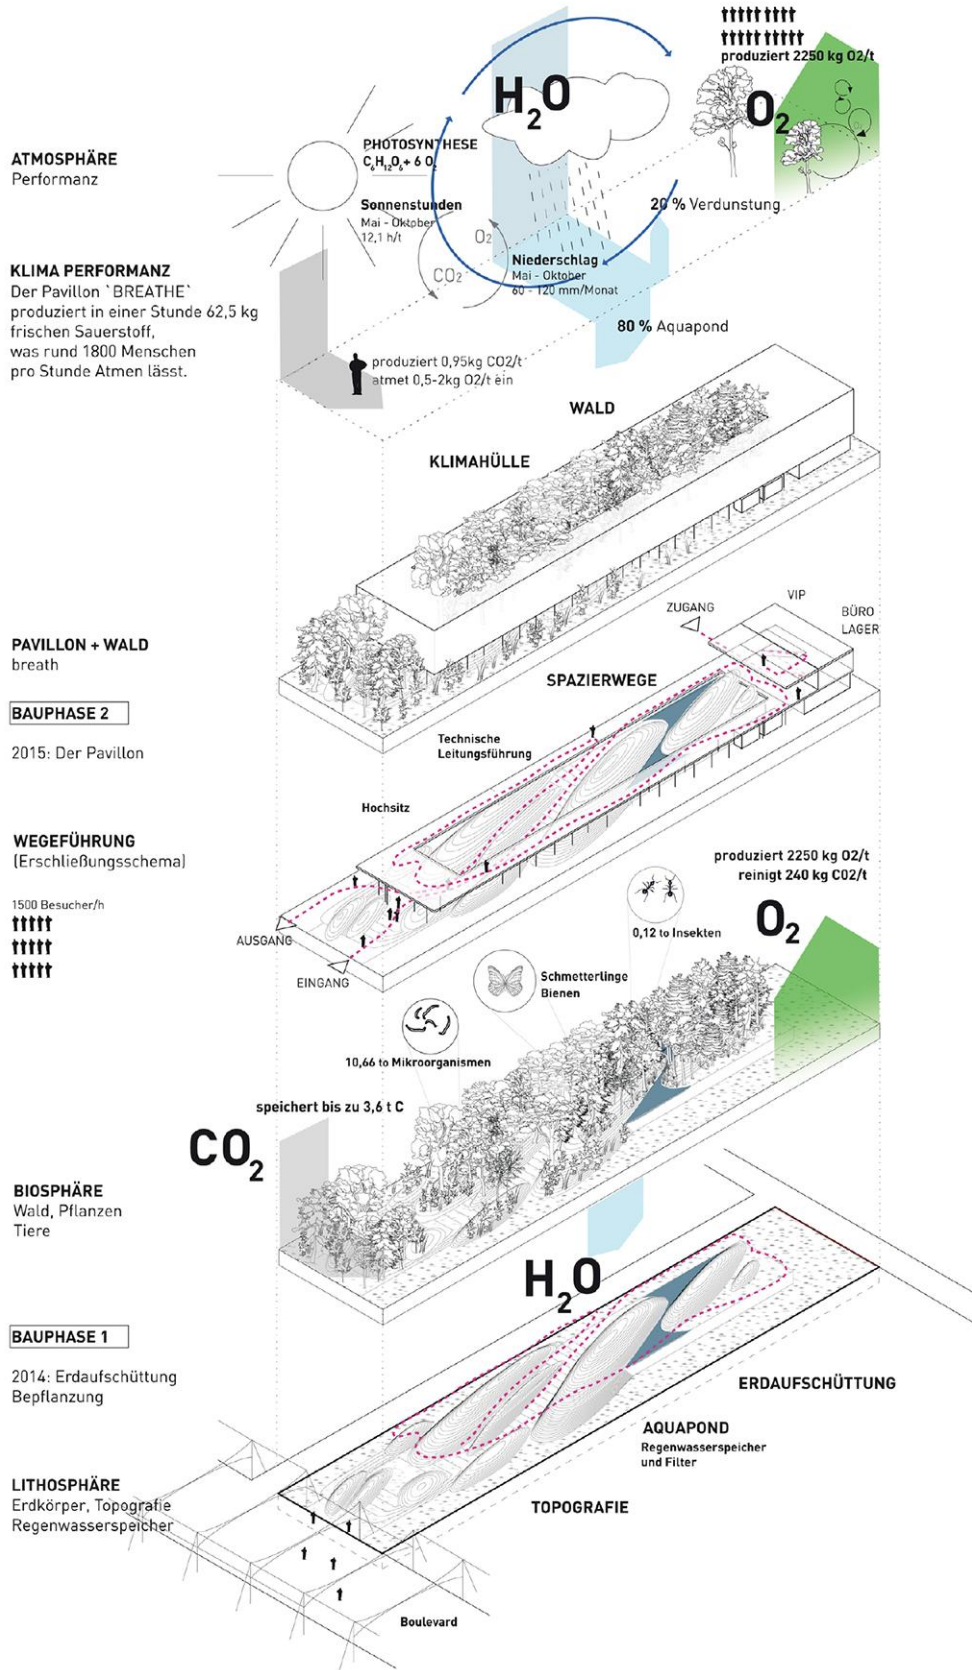 produziert 2250 kg O2/t
H2O
O2
ATMOSPHÄRE
Performanz
PHOTOSYNTHESE
C6H12O6+ 6 O2
Sonnenstunden
Mai - Oktober
12,1 h/t
20 % Verdunstung
O2
CO2
Niederschlag
Mai - Oktober
60 - 120 mm/Monat
80 % Aquapond
KLIMA PERFORMANZ
Der Pavillon `BREATHE`
produziert in einer Stunde 62,5 kg
frischen Sauerstoff,
was rund 1800 Menschen
pro Stunde Atmen lässt.
produziert 0,95kg CO2/t
atmet 0,5-2kg O2/t ein
WALD
KLIMAHÜLLE
PAVILLON + WALD
breath
ZUGANG
VIP
BÜRO
LAGER
SPAZIERWEGE
BAUPHASE 2
2015: Der Pavillon
Technische
Leitungsführung
Hochsitz
WEGEFÜHRUNG
(Erschließungsschema)
1500 Besucher/h
AUSGANG
EINGANG
produziert 2250 kg O2/t
reinigt 240 kg CO2/t
O2
0,12 to Insekten
Schmetterlinge
Bienen
10,66 to Mikroorganismen
speichert bis zu 3,6 t C
CO2
BIOSPHÄRE
Wald, Pflanzen
Tiere
H2O
BAUPHASE 1
2014: Erdaufschüttung
Bepflanzung
ERDAUFSCHÜTTUNG
AQUAPOND
Regenwasserspeicher
und Filter
TOPOGRAFIE
LITHOSPHÄRE
Erdkörper, Topografie
Regenwasserspeicher
Boulevard